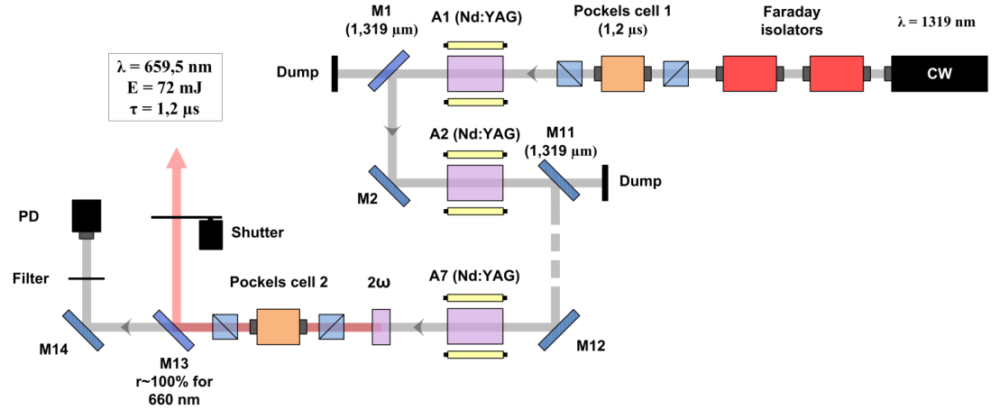 M1
(1,319 μm)
A1 (Nd:YAG)
Pockels cell 1
(1,2 μs)
Faraday
isolators
λ = 1319 nm
Dump
CW
λ = 659,5 nm
E = 72 mJ
τ = 1,2 μs
A2 (Nd:YAG)
M11
(1,319 μm)
M2
Dump
PD
Shutter
Filter
Pockels cell 2
2ω
A7 (Nd:YAG)
M14
M12
M13
r~100% for
660 nm